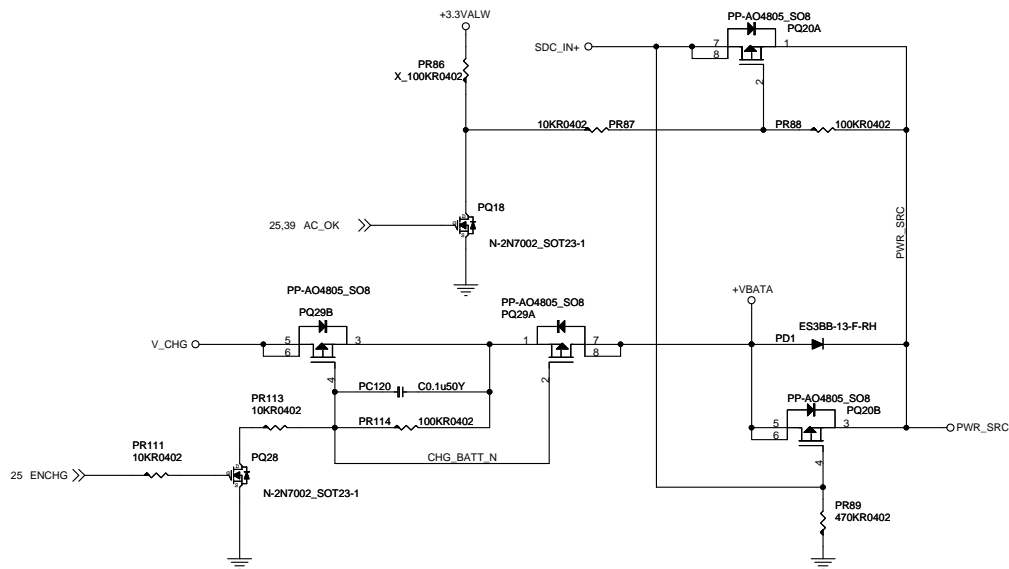 +3.3VALW
PP-AO4805_SO8
PQ20A
SDC_IN+
7
8
1
2
PR86
X_100KR0402
10KR0402
PR87
PR88
100KR0402
PQ18
25,39 AC_OK
N-2N7002_SOT23-1
PWR_SRC
PP-AO4805_SO8
PQ29B
PP-AO4805_SO8
PQ29A
+VBATA
ES3BB-13-F-RH
PD1
V_CHG
5
6
3
4
1
7
8
2
PC120
C0.1u50Y
PR113
10KR0402
PR114
100KR0402
PP-AO4805_SO8
PQ20B
5
6
3
4
PWR_SRC
PR111
10KR0402
PQ28
CHG_BATT_N
25 ENCHG
N-2N7002_SOT23-1
PR89
470KR0402